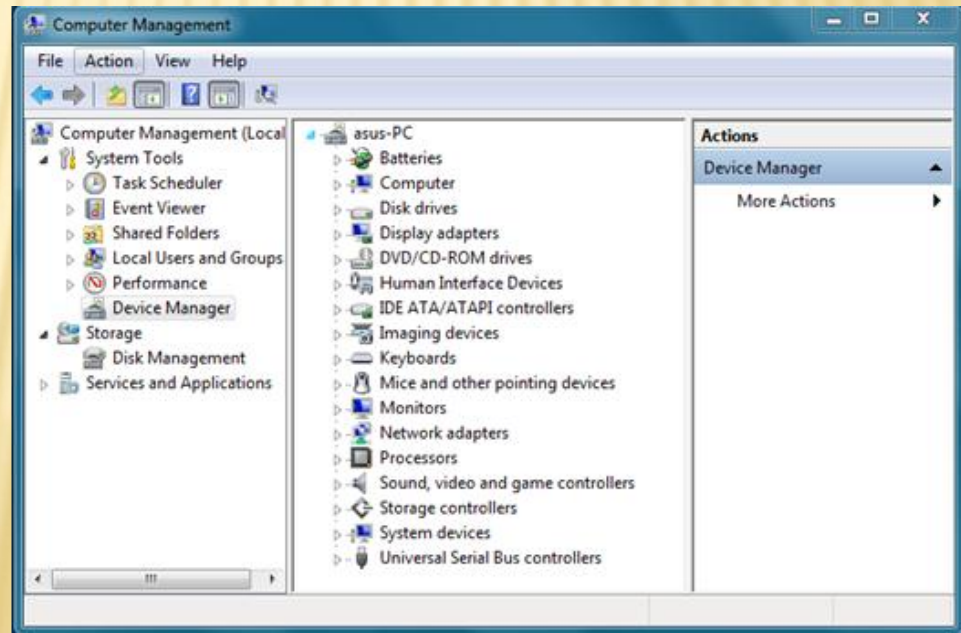 Computer Management
File Action View Help
Computer Management (Local
System Tools
Task Scheduler
Event Viewer
Shared Folders
Local Users and Groups
Performance
Device Manager
Storage
Disk Management
Services and Applications
asus-PC
Batteries
Computer
Disk drives
Display adapters
DVD/CD-ROM drives
Human Interface Devices
IDE ATA/ATAPI controllers
Imaging devices
Keyboards
Mice and other pointing devices
Monitors
Network adapters
Processors
Sound, video and game controllers
Storage controllers
System devices
Universal Serial Bus controllers
Actions
Device Manager
More Actions